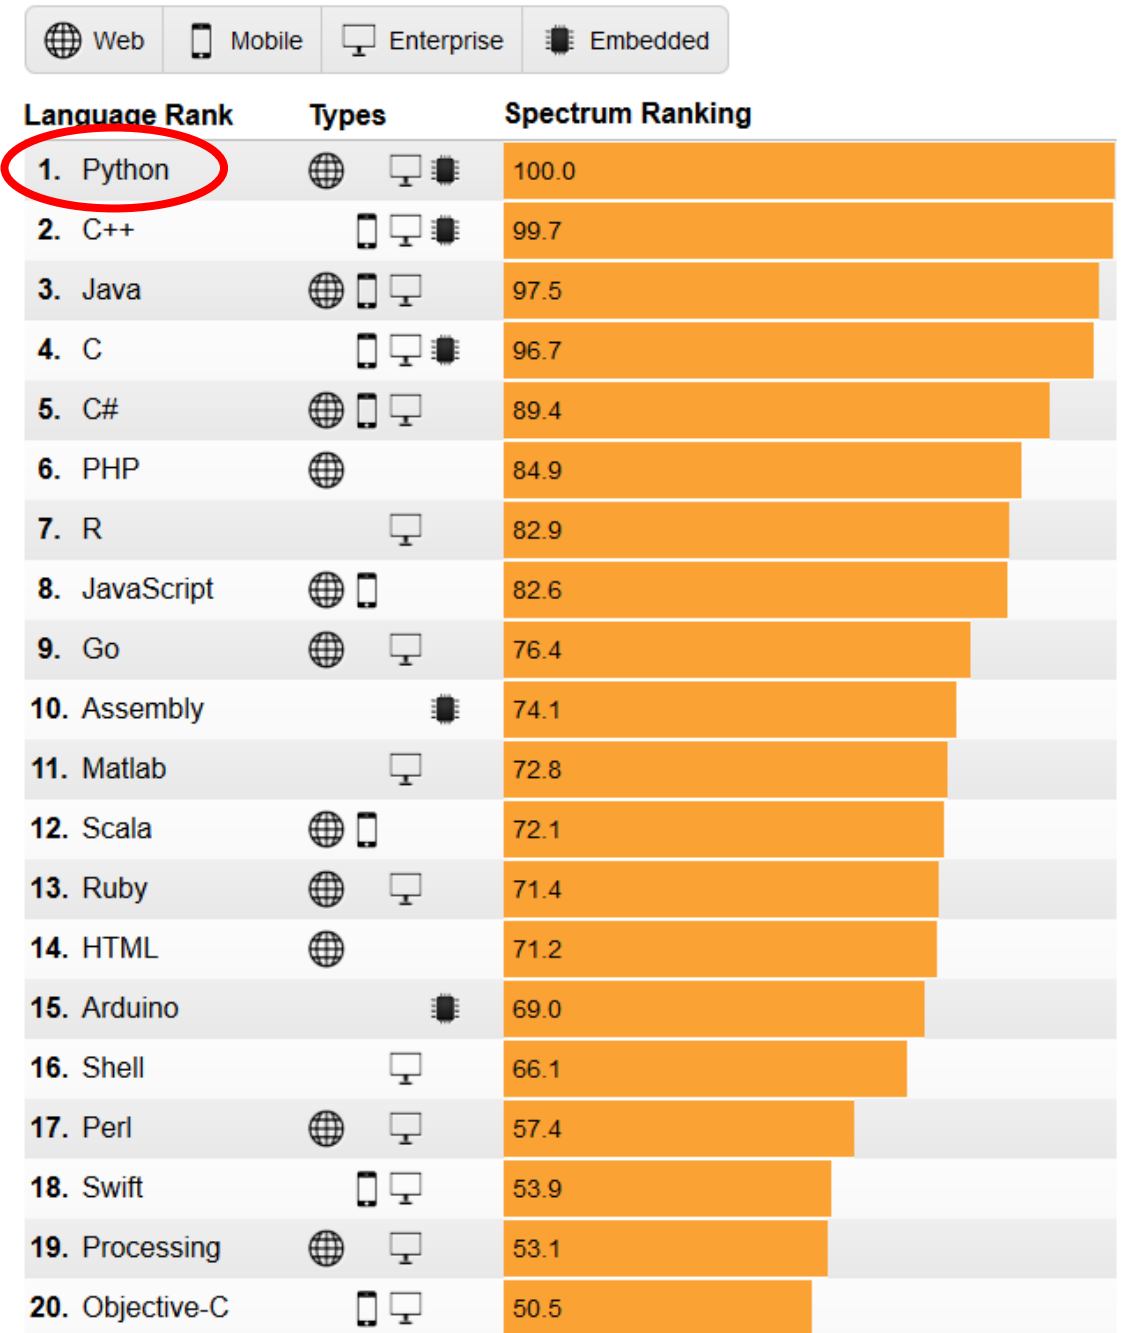 Web Mobile Enterprise Embedded
Language Rank Types Spectrum Ranking
1. Python 100.0
2. C++ 99.7
3. Java 97.5
4. C 96.7
5. C# 89.4
6. PHP 84.9
7. R 82.9
8. JavaScript 82.6
9. Go 76.4
10. Assembly 74.1
11. Matlab 72.8
12. Scala 72.1
13. Ruby 71.4
14. HTML 71.2
15. Arduino 69.0
16. Shell 66.1
17. Perl 57.4
18. Swift 53.9
19. Processing 53.1
20. Objective-C 50.5